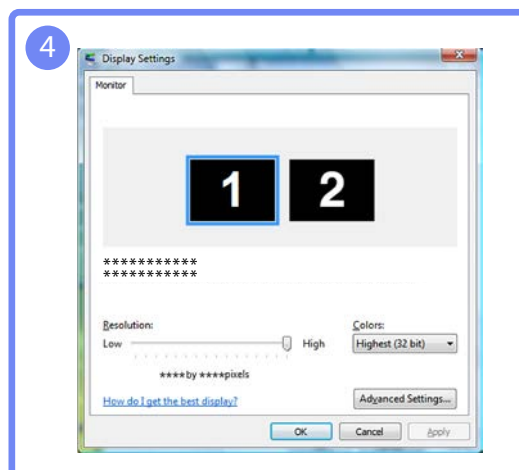 4
Display Settings
Monitor
1 2
***********
***********
Resolution: Colors:
Low High Highest (32 bit)
****by ****pixels
How do I get the best display? Advanced Settings...
OK Cancel Apply